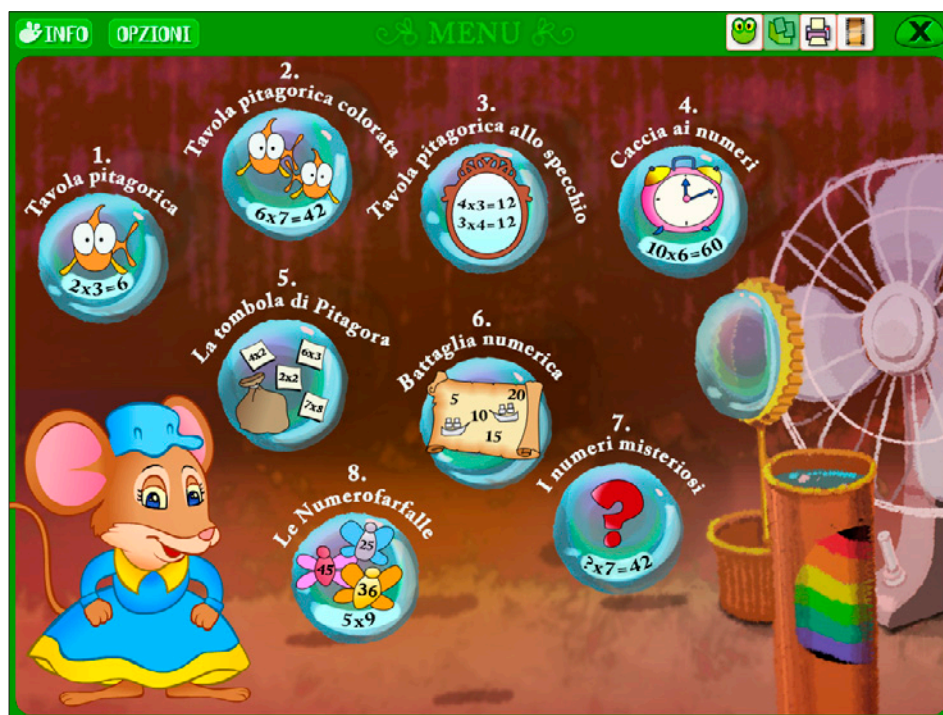 INFO
OPZIONI
MENU
X
1.
Tavola pitagorica
2x3=6
2.
Tavola pitagorica colorata
6x7=42
3.
Tavola pitagorica allo specchio
4x3=12
3x4=12
4.
Caccia ai numeri
10x6=60
5.
La tombola di Pitagora
4x2
6x3
2x2
7x8
6.
Battaglia numerica
5
20
10
15
7.
I numeri misteriosi
?
?x7=42
8.
Le Numerofarfalle
25
45
36
5x9